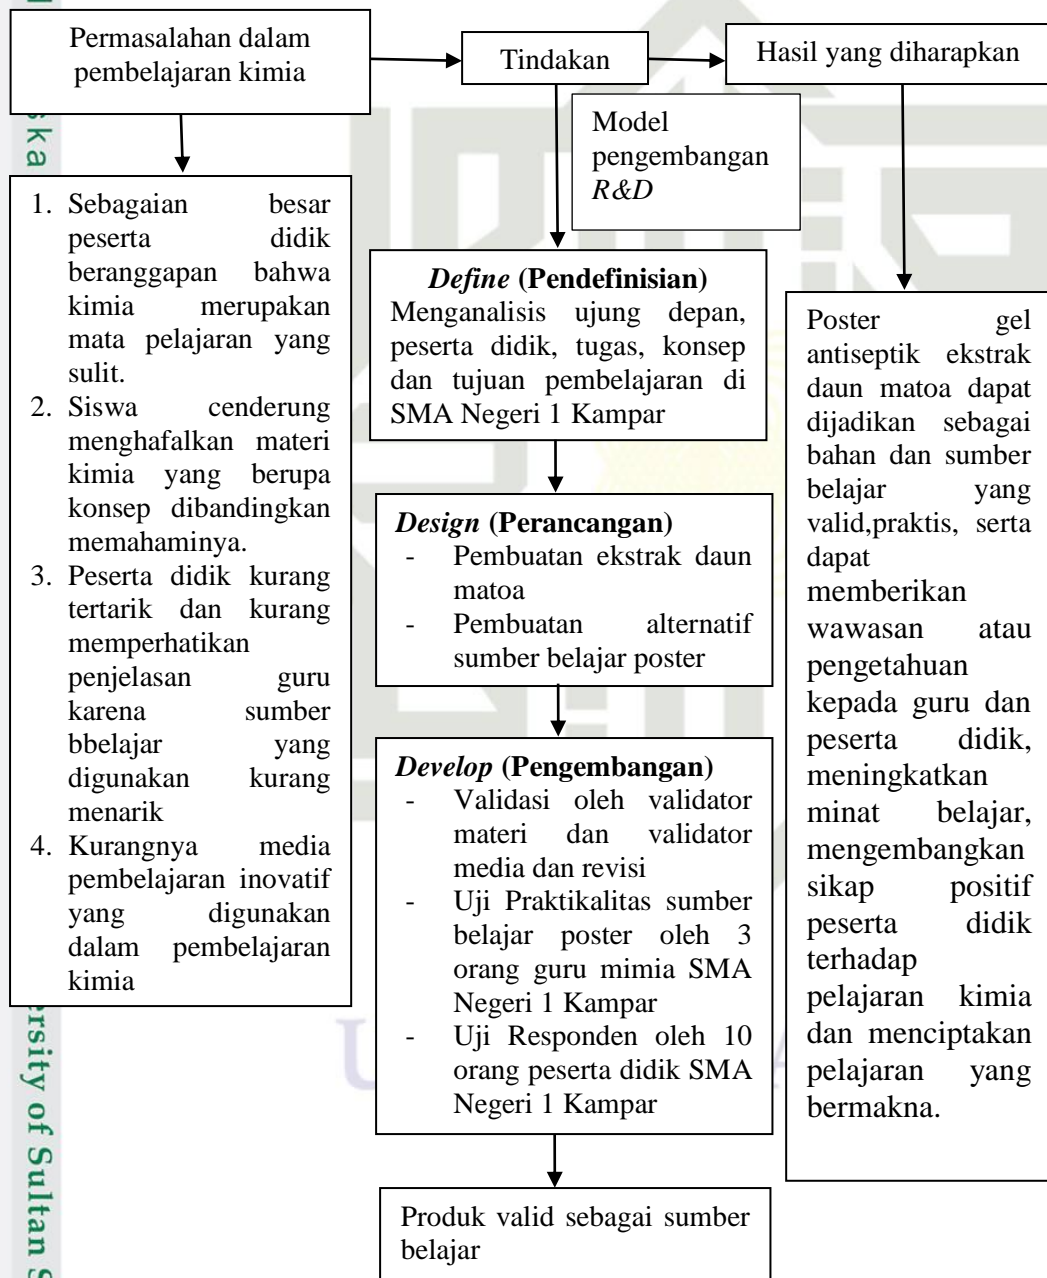 Permasalahan dalam
pembelajaran kimia
Tindakan
Hasil yang diharapkan
Model
pengembangan
R&D
1. Sebagaian besar
peserta didik
beranggapan bahwa
kimia merupakan
mata pelajaran yang
sulit.
2. Siswa cenderung
menghafalkan materi
kimia yang berupa
konsep dibandingkan
memahaminya.
3. Peserta didik kurang
tertarik dan kurang
memperhatikan
penjelasan guru
karena sumber
bbelajar yang
digunakan kurang
menarik
4. Kurangnya media
pembelajaran inovatif
yang digunakan
dalam pembelajaran
kimia
Define (Pendefinisian)
Menganalisis ujung depan,
peserta didik, tugas, konsep
dan tujuan pembelajaran di
SMA Negeri 1 Kampar
Design (Perancangan)
- Pembuatan ekstrak daun
matoa
- Pembuatan alternatif
sumber belajar poster
Develop (Pengembangan)
- Validasi oleh validator
materi dan validator
media dan revisi
- Uji Praktikalitas sumber
belajar poster oleh 3
orang guru mimia SMA
Negeri 1 Kampar
- Uji Responden oleh 10
orang peserta didik SMA
Negeri 1 Kampar
Produk valid sebagai sumber
belajar
Poster gel
antiseptik ekstrak
daun matoa dapat
dijadikan sebagai
bahan dan sumber
belajar yang
valid,praktis, serta
dapat
memberikan
wawasan atau
pengetahuan
kepada guru dan
peserta didik,
meningkatkan
minat belajar,
mengembangkan
sikap positif
peserta didik
terhadap
pelajaran kimia
dan menciptakan
pelajaran yang
bermakna.
ska
ersity of Sultan S